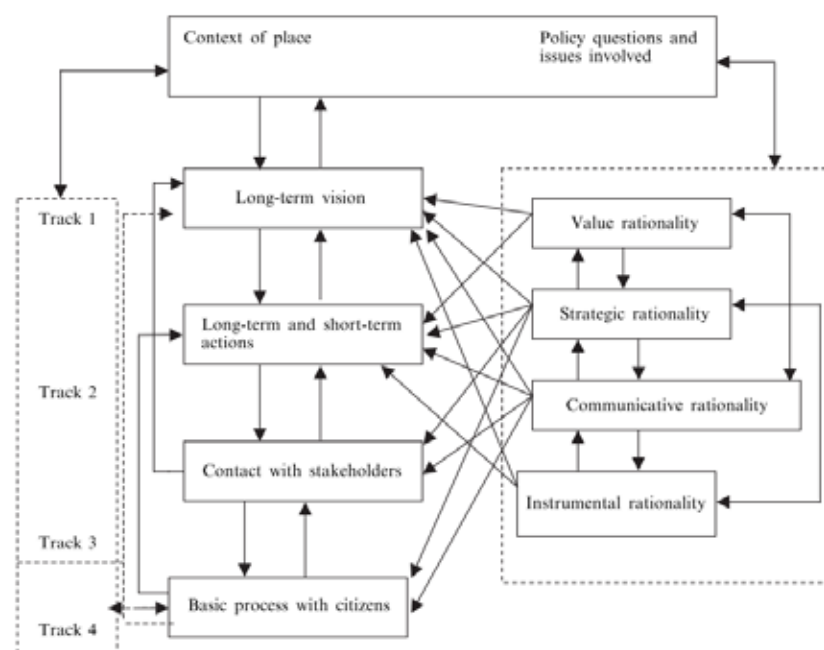 Context of place
Policy questions and
issues involved
Track 1
Long-term vision
Value rationality
Long-term and short-term
actions
Strategic rationality
Track 2
Communicative rationality
Contact with stakeholders
Instrumental rationality
Track 3
Basic process with citizens
Track 4